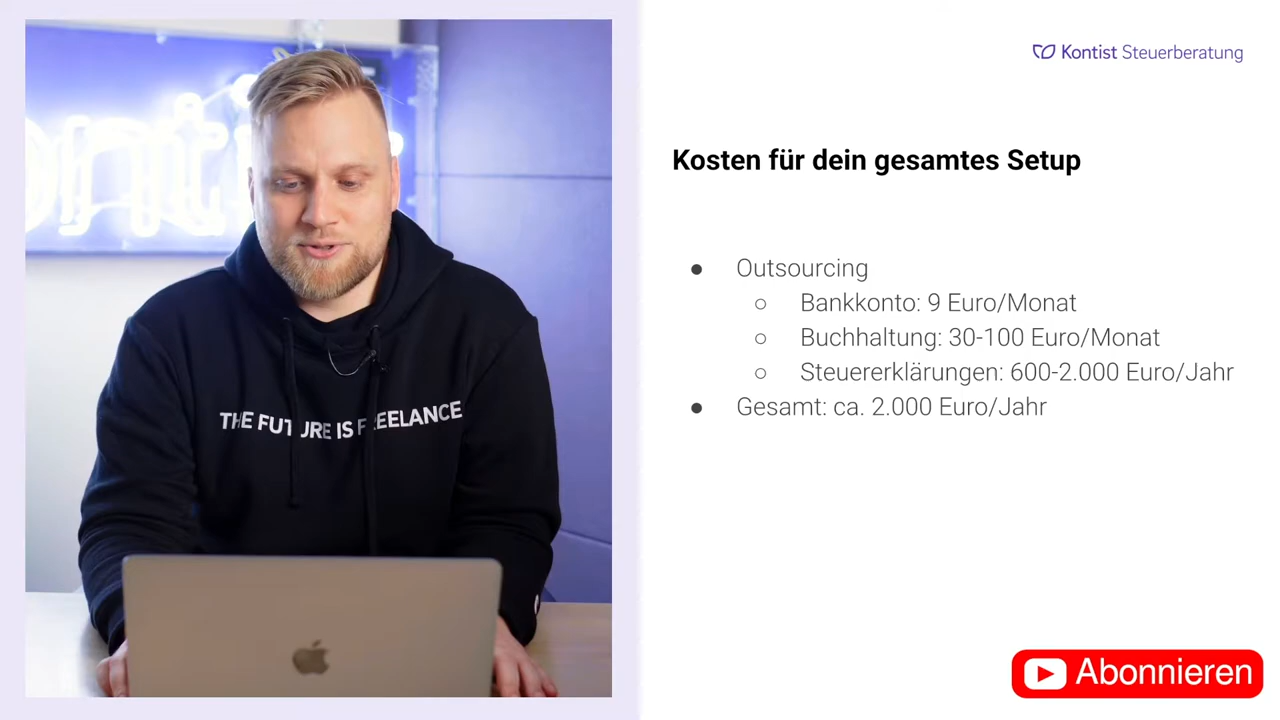 Kontist Steuerberatung
Kosten für dein gesamtes Setup
● Outsourcing
○ Bankkonto: 9 Euro/Monat
○ Buchhaltung: 30-100 Euro/Monat
○ Steuererklärungen: 600-2.000 Euro/Jahr
● Gesamt: ca. 2.000 Euro/Jahr
THE FUTURE IS FREELANCE
Abonnieren